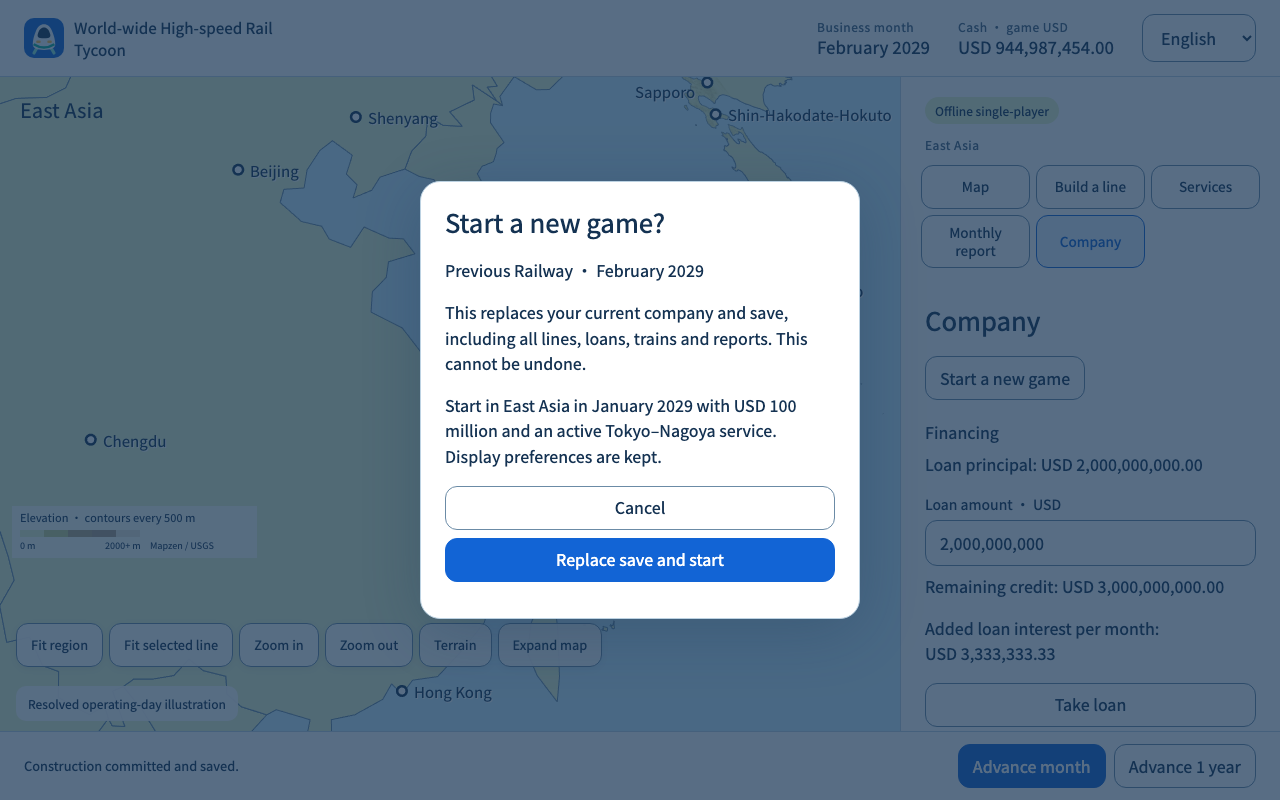 World-wide High-speed Rail
Tycoon
Business month
February 2029
Cash • game USD
USD 944,987,454.00
English
East Asia
Sapporo
Shin-Hakodate-Hokuto
Shenyang
Beijing
Chengdu
Hong Kong
Elevation • contours every 500 m
0 m
2000+ m
Mapzen / USGS
Fit region
Fit selected line
Zoom in
Zoom out
Terrain
Expand map
Resolved operating-day illustration
Start a new game?
Previous Railway • February 2029
This replaces your current company and save,
including all lines, loans, trains and reports. This
cannot be undone.
Start in East Asia in January 2029 with USD 100
million and an active Tokyo–Nagoya service.
Display preferences are kept.
Cancel
Replace save and start
Offline single-player
East Asia
Map
Build a line
Services
Monthly
report
Company
Company
Start a new game
Financing
Loan principal: USD 2,000,000,000.00
Loan amount • USD
2,000,000,000
Remaining credit: USD 3,000,000,000.00
Added loan interest per month:
USD 3,333,333.33
Take loan
Construction committed and saved.
Advance month
Advance 1 year